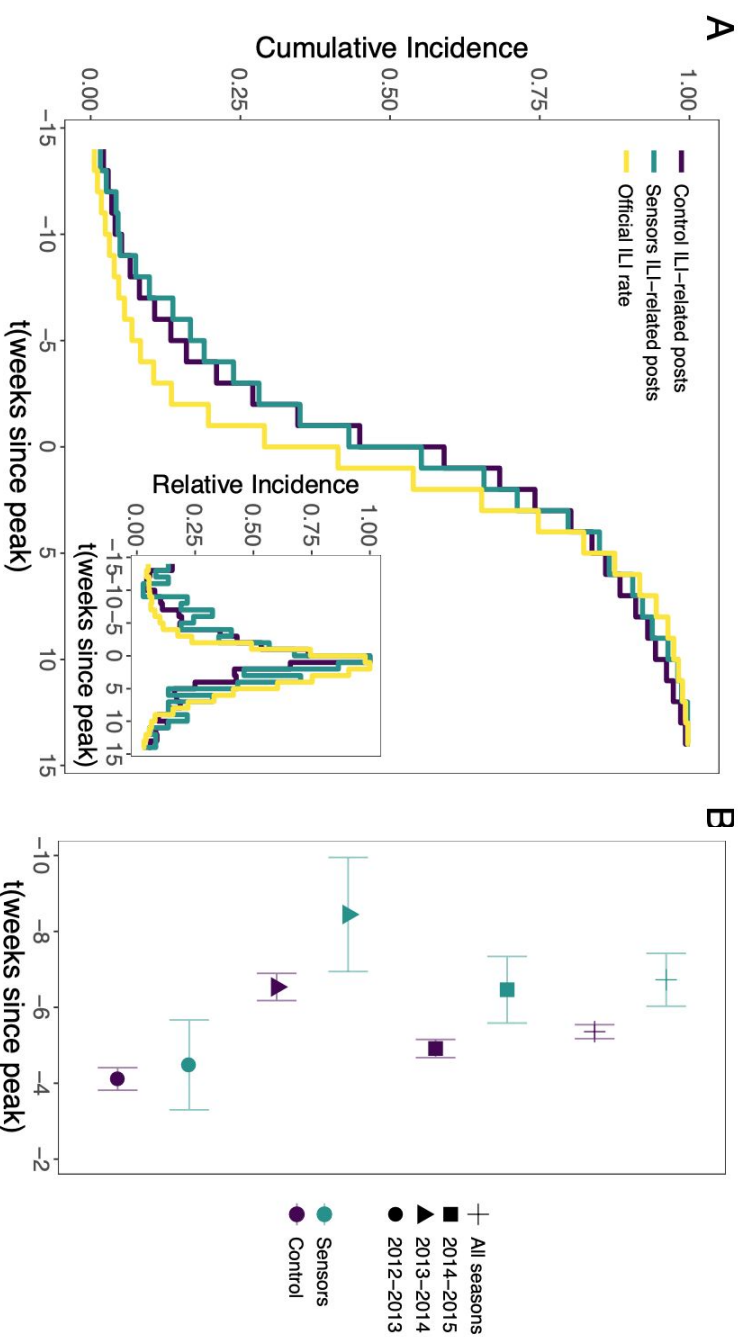 A
Cumulative Incidence
1.00
0.75
0.50
0.25
0.00
Control ILI−related posts
Sensors ILI−related posts
Official ILI rate
−15
−10
−5
0
5
10
15
t(weeks since peak)
Relative Incidence
1.00
0.75
0.50
0.25
0.00
−15−10−5 0 5 10 15
t(weeks since peak)
B
−10
−8
−6
−4
−2
t(weeks since peak)
All seasons
2014−2015
2013−2014
2012−2013
Sensors
Control